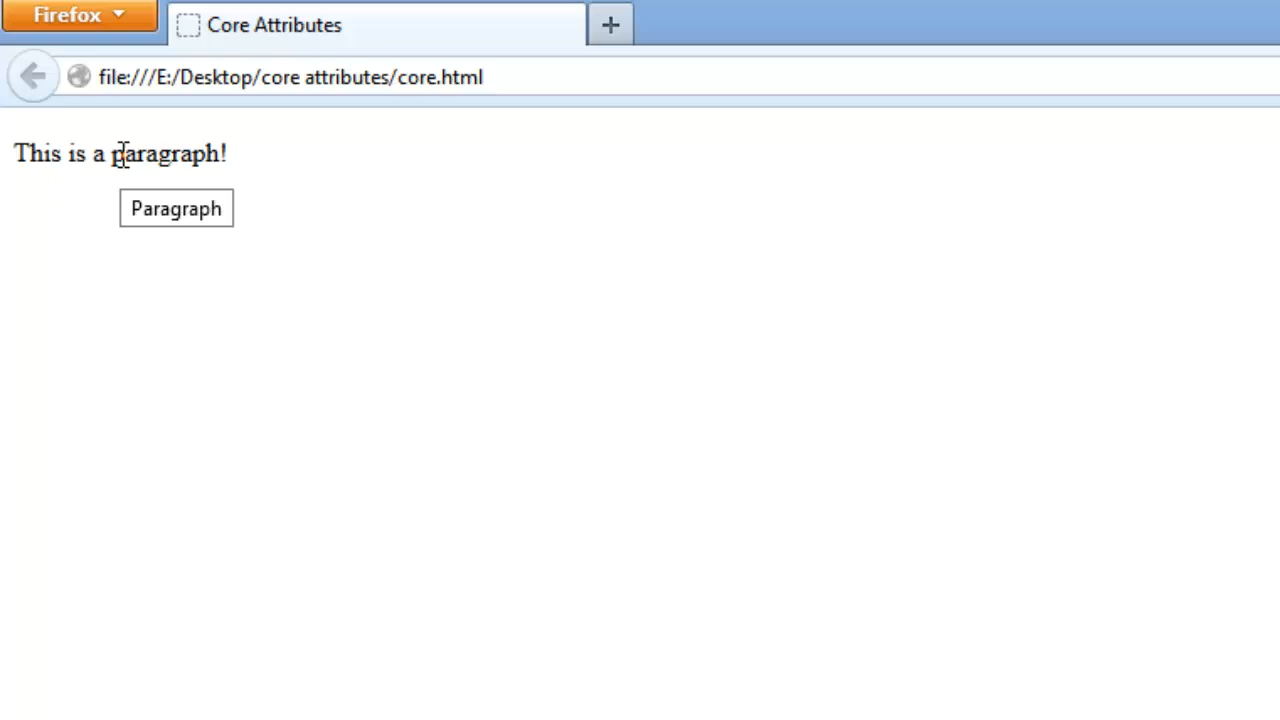 Firefox
Core Attributes
file:///E:/Desktop/core attributes/core.html
This is a paragraph!
Paragraph